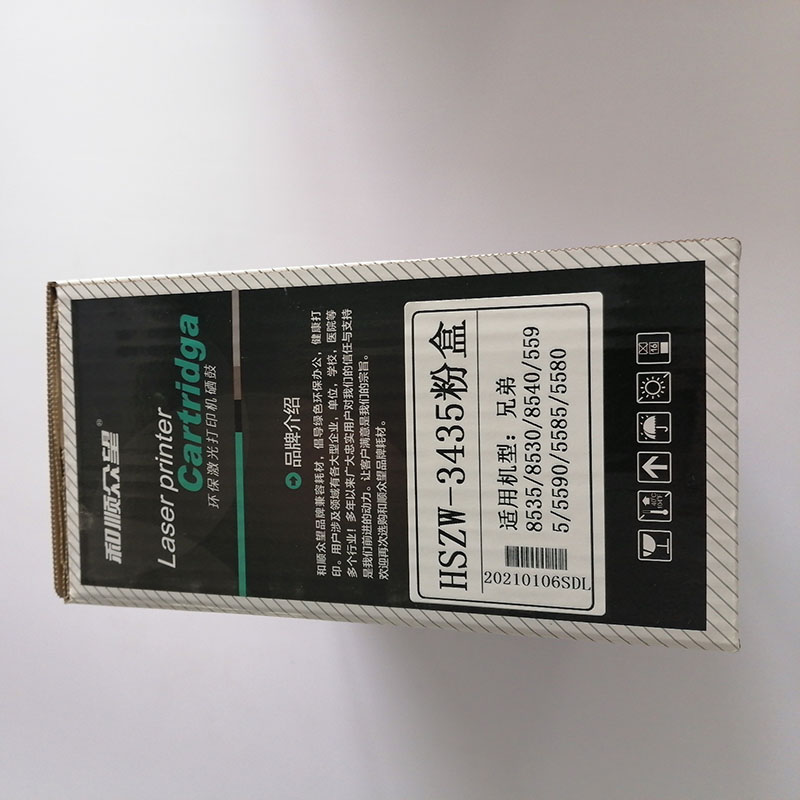 和顺众望®
Laser printer
Cartridga
环保激光打印机硒鼓
品牌介绍
和顺众望品牌兼容耗材，倡导绿色环保办公，健康打
印。用户涉及领域有各大型企业，单位，学校，医院等
多个行业！多年以来广大忠实用户对我们的信任与支持
是我们前进的动力。让客户满意是我们的宗旨。
欢迎再次选购和顺众望品牌耗材。
HSZW-3435粉盒
适用机型：兄弟
8535/8530/8540/559
5/5590/5585/5580
20210106SDL